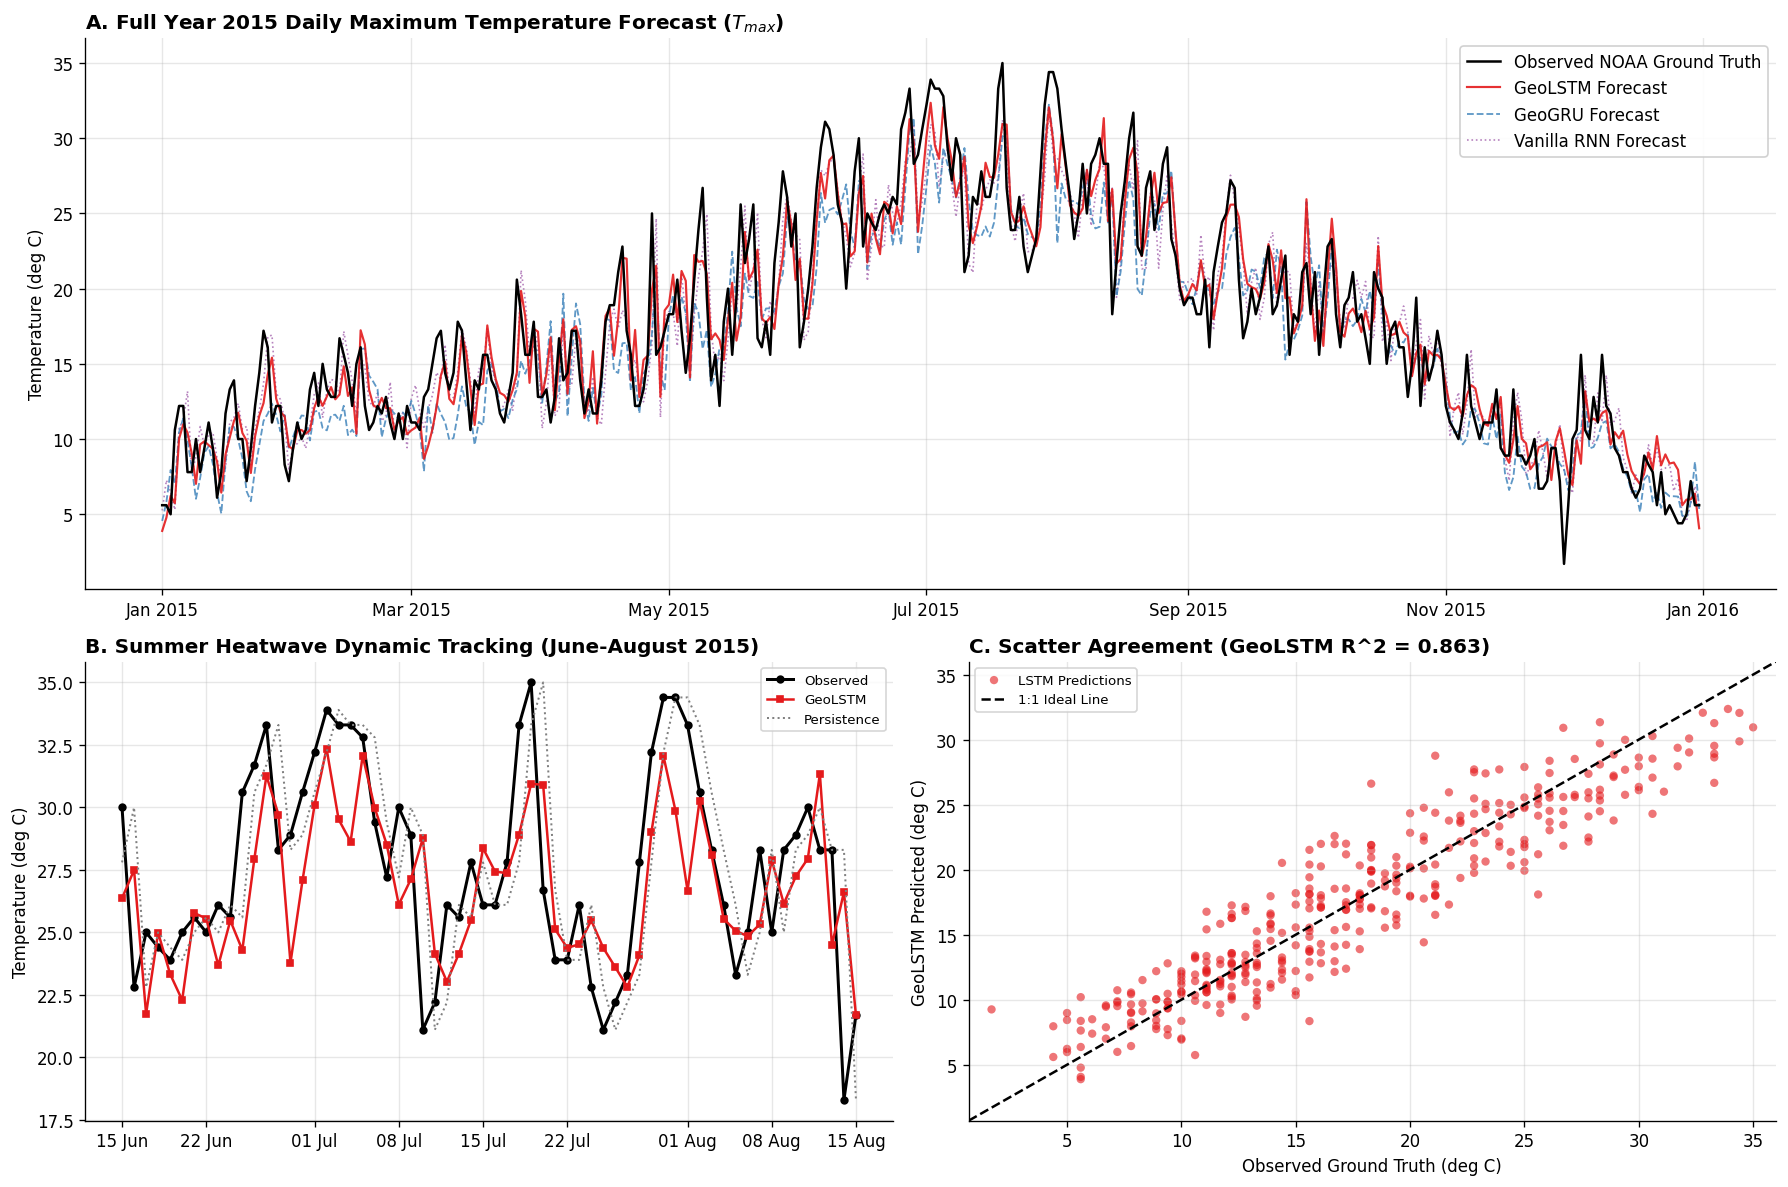 A. Full Year 2015 Daily Maximum Temperature Forecast (T_max)
Temperature (deg C)
35
30
25
20
15
10
5
Observed NOAA Ground Truth
GeoLSTM Forecast
GeoGRU Forecast
Vanilla RNN Forecast
Jan 2015
Mar 2015
May 2015
Jul 2015
Sep 2015
Nov 2015
Jan 2016
B. Summer Heatwave Dynamic Tracking (June-August 2015)
Temperature (deg C)
35.0
32.5
30.0
27.5
25.0
22.5
20.0
17.5
Observed
GeoLSTM
Persistence
15 Jun
22 Jun
01 Jul
08 Jul
15 Jul
22 Jul
01 Aug
08 Aug
15 Aug
C. Scatter Agreement (GeoLSTM R^2 = 0.863)
GeoLSTM Predicted (deg C)
35
30
25
20
15
10
5
LSTM Predictions
1:1 Ideal Line
5
10
15
20
25
30
35
Observed Ground Truth (deg C)